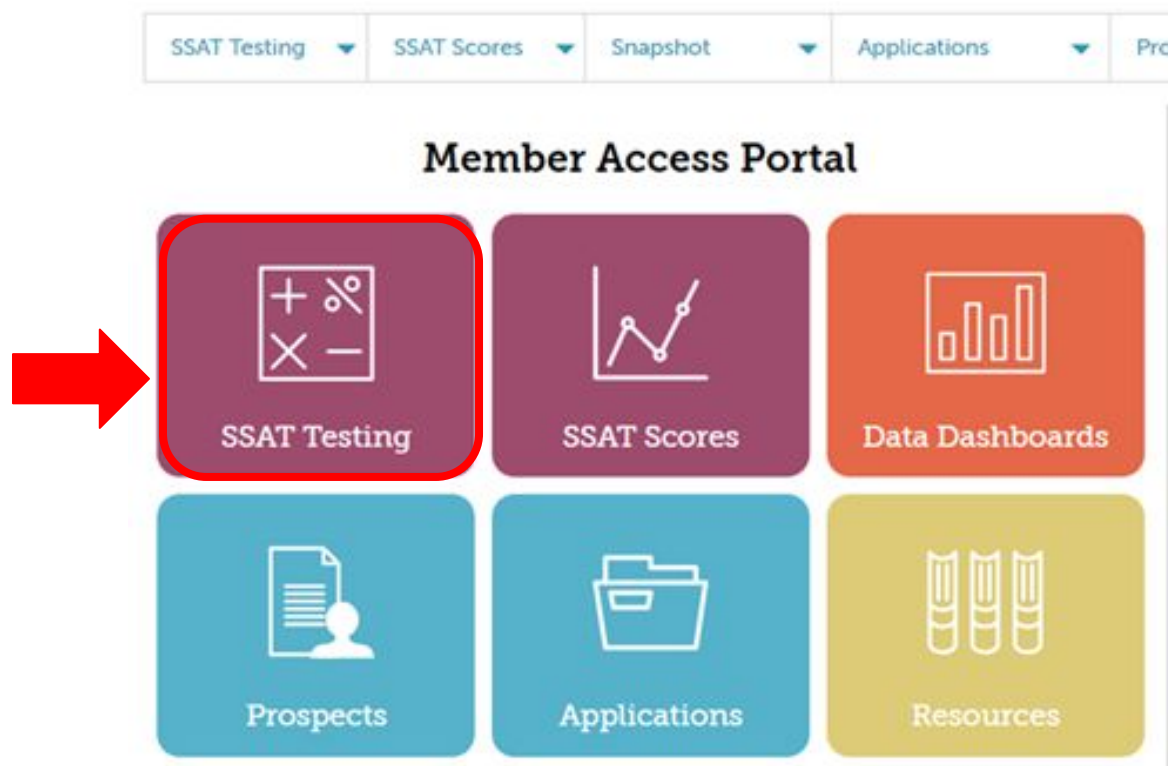 SSAT Testing SSAT Scores Snapshot Applications
Member Access Portal
SSAT Testing SSAT Scores Data Dashboards
Prospects Applications Resources